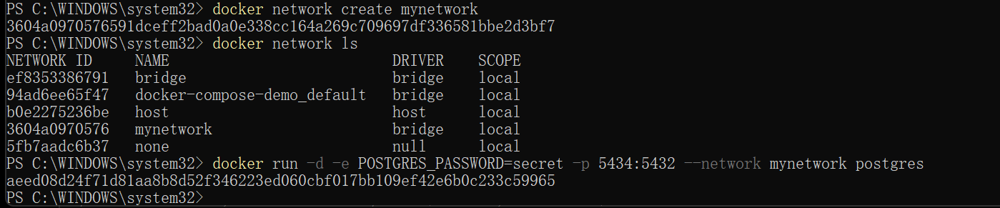 PS C:\WINDOWS\system32> docker network create mynetwork
3604a0970576591dceff2bad0a0e338cc164a269c709697df336581bbe2d3bf7
PS C:\WINDOWS\system32> docker network ls
NETWORK ID     NAME                          DRIVER    SCOPE
ef8353386791   bridge                        bridge    local
94ad6ee65f47   docker-compose-demo_default   bridge    local
b0e2275236be   host                          host      local
3604a0970576   mynetwork                     bridge    local
5fb7aadc6b37   none                          null      local
PS C:\WINDOWS\system32> docker run -d -e POSTGRES_PASSWORD=secret -p 5434:5432 --network mynetwork postgres
aeed08d24f71d81aa8b8d52f346223ed060cbf017bb109ef42e6b0c233c59965
PS C:\WINDOWS\system32>